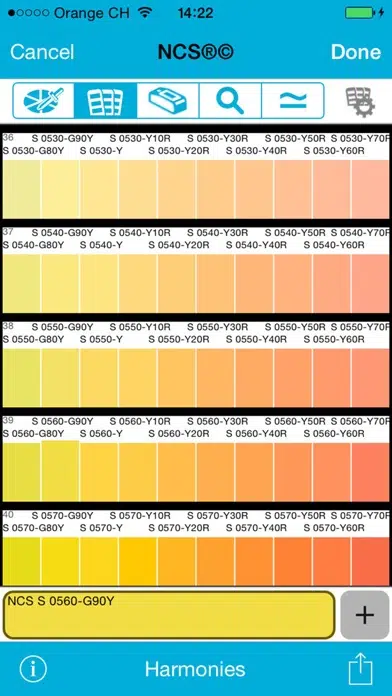 Orange CH 14:22
Cancel NCS®© Done
36 S 0530-G90Y S 0530-Y10R S 0530-Y30R S 0530-Y50R S 0530-Y70R
S 0530-G80Y S 0530-Y S 0530-Y20R S 0530-Y40R S 0530-Y60R
37 S 0540-G90Y S 0540-Y10R S 0540-Y30R S 0540-Y50R S 0540-Y70R
S 0540-G80Y S 0540-Y S 0540-Y20R S 0540-Y40R S 0540-Y60R
38 S 0550-G90Y S 0550-Y10R S 0550-Y30R S 0550-Y50R S 0550-Y70R
S 0550-G80Y S 0550-Y S 0550-Y20R S 0550-Y40R S 0550-Y60R
39 S 0560-G90Y S 0560-Y10R S 0560-Y30R S 0560-Y50R S 0560-Y70R
S 0560-G80Y S 0560-Y S 0560-Y20R S 0560-Y40R S 0560-Y60R
40 S 0570-G90Y S 0570-Y10R S 0570-Y30R S 0570-Y50R S 0570-Y70R
S 0570-G80Y S 0570-Y S 0570-Y20R S 0570-Y40R S 0570-Y60R
NCS S 0560-G90Y
Harmonies